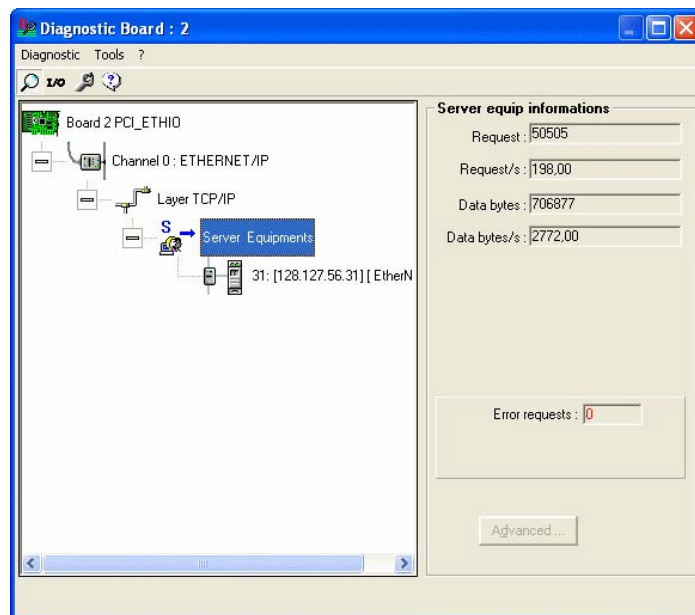 Diagnostic Board : 2
Diagnostic Tools ?
I/O
Board 2 PCI_ETHIO
Channel 0 : ETHERNET/IP
Layer TCP/IP
S
Server Equipments
31: [128.127.56.31] [ EtherN
Server equip informations
Request : 50505
Request/s : 198,00
Data bytes : 706877
Data bytes/s : 2772,00
Error requests : 0
Advanced ...